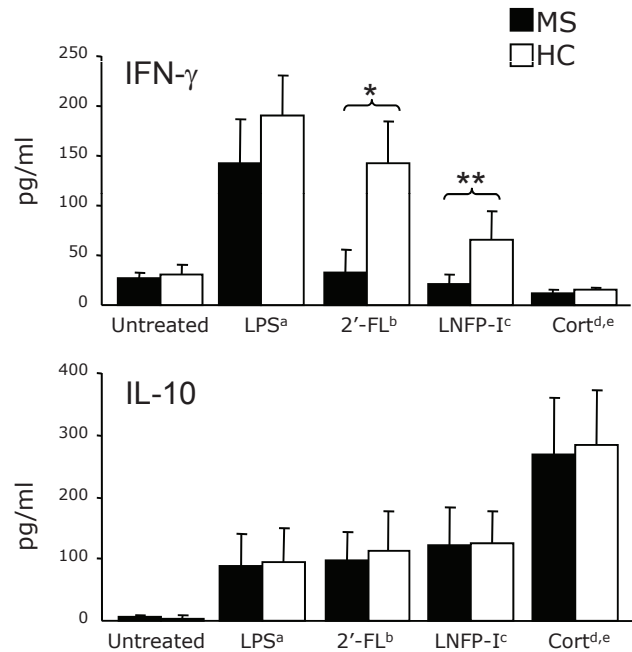 MS
HC
IFN-γ
250
200
150
100
50
0
pg/ml
*
**
Untreated LPSᵃ 2'-FLᵇ LNFP-Iᶜ Cortᵈ,ᵉ
IL-10
400
300
200
100
0
pg/ml
Untreated LPSᵃ 2'-FLᵇ LNFP-Iᶜ Cortᵈ,ᵉ